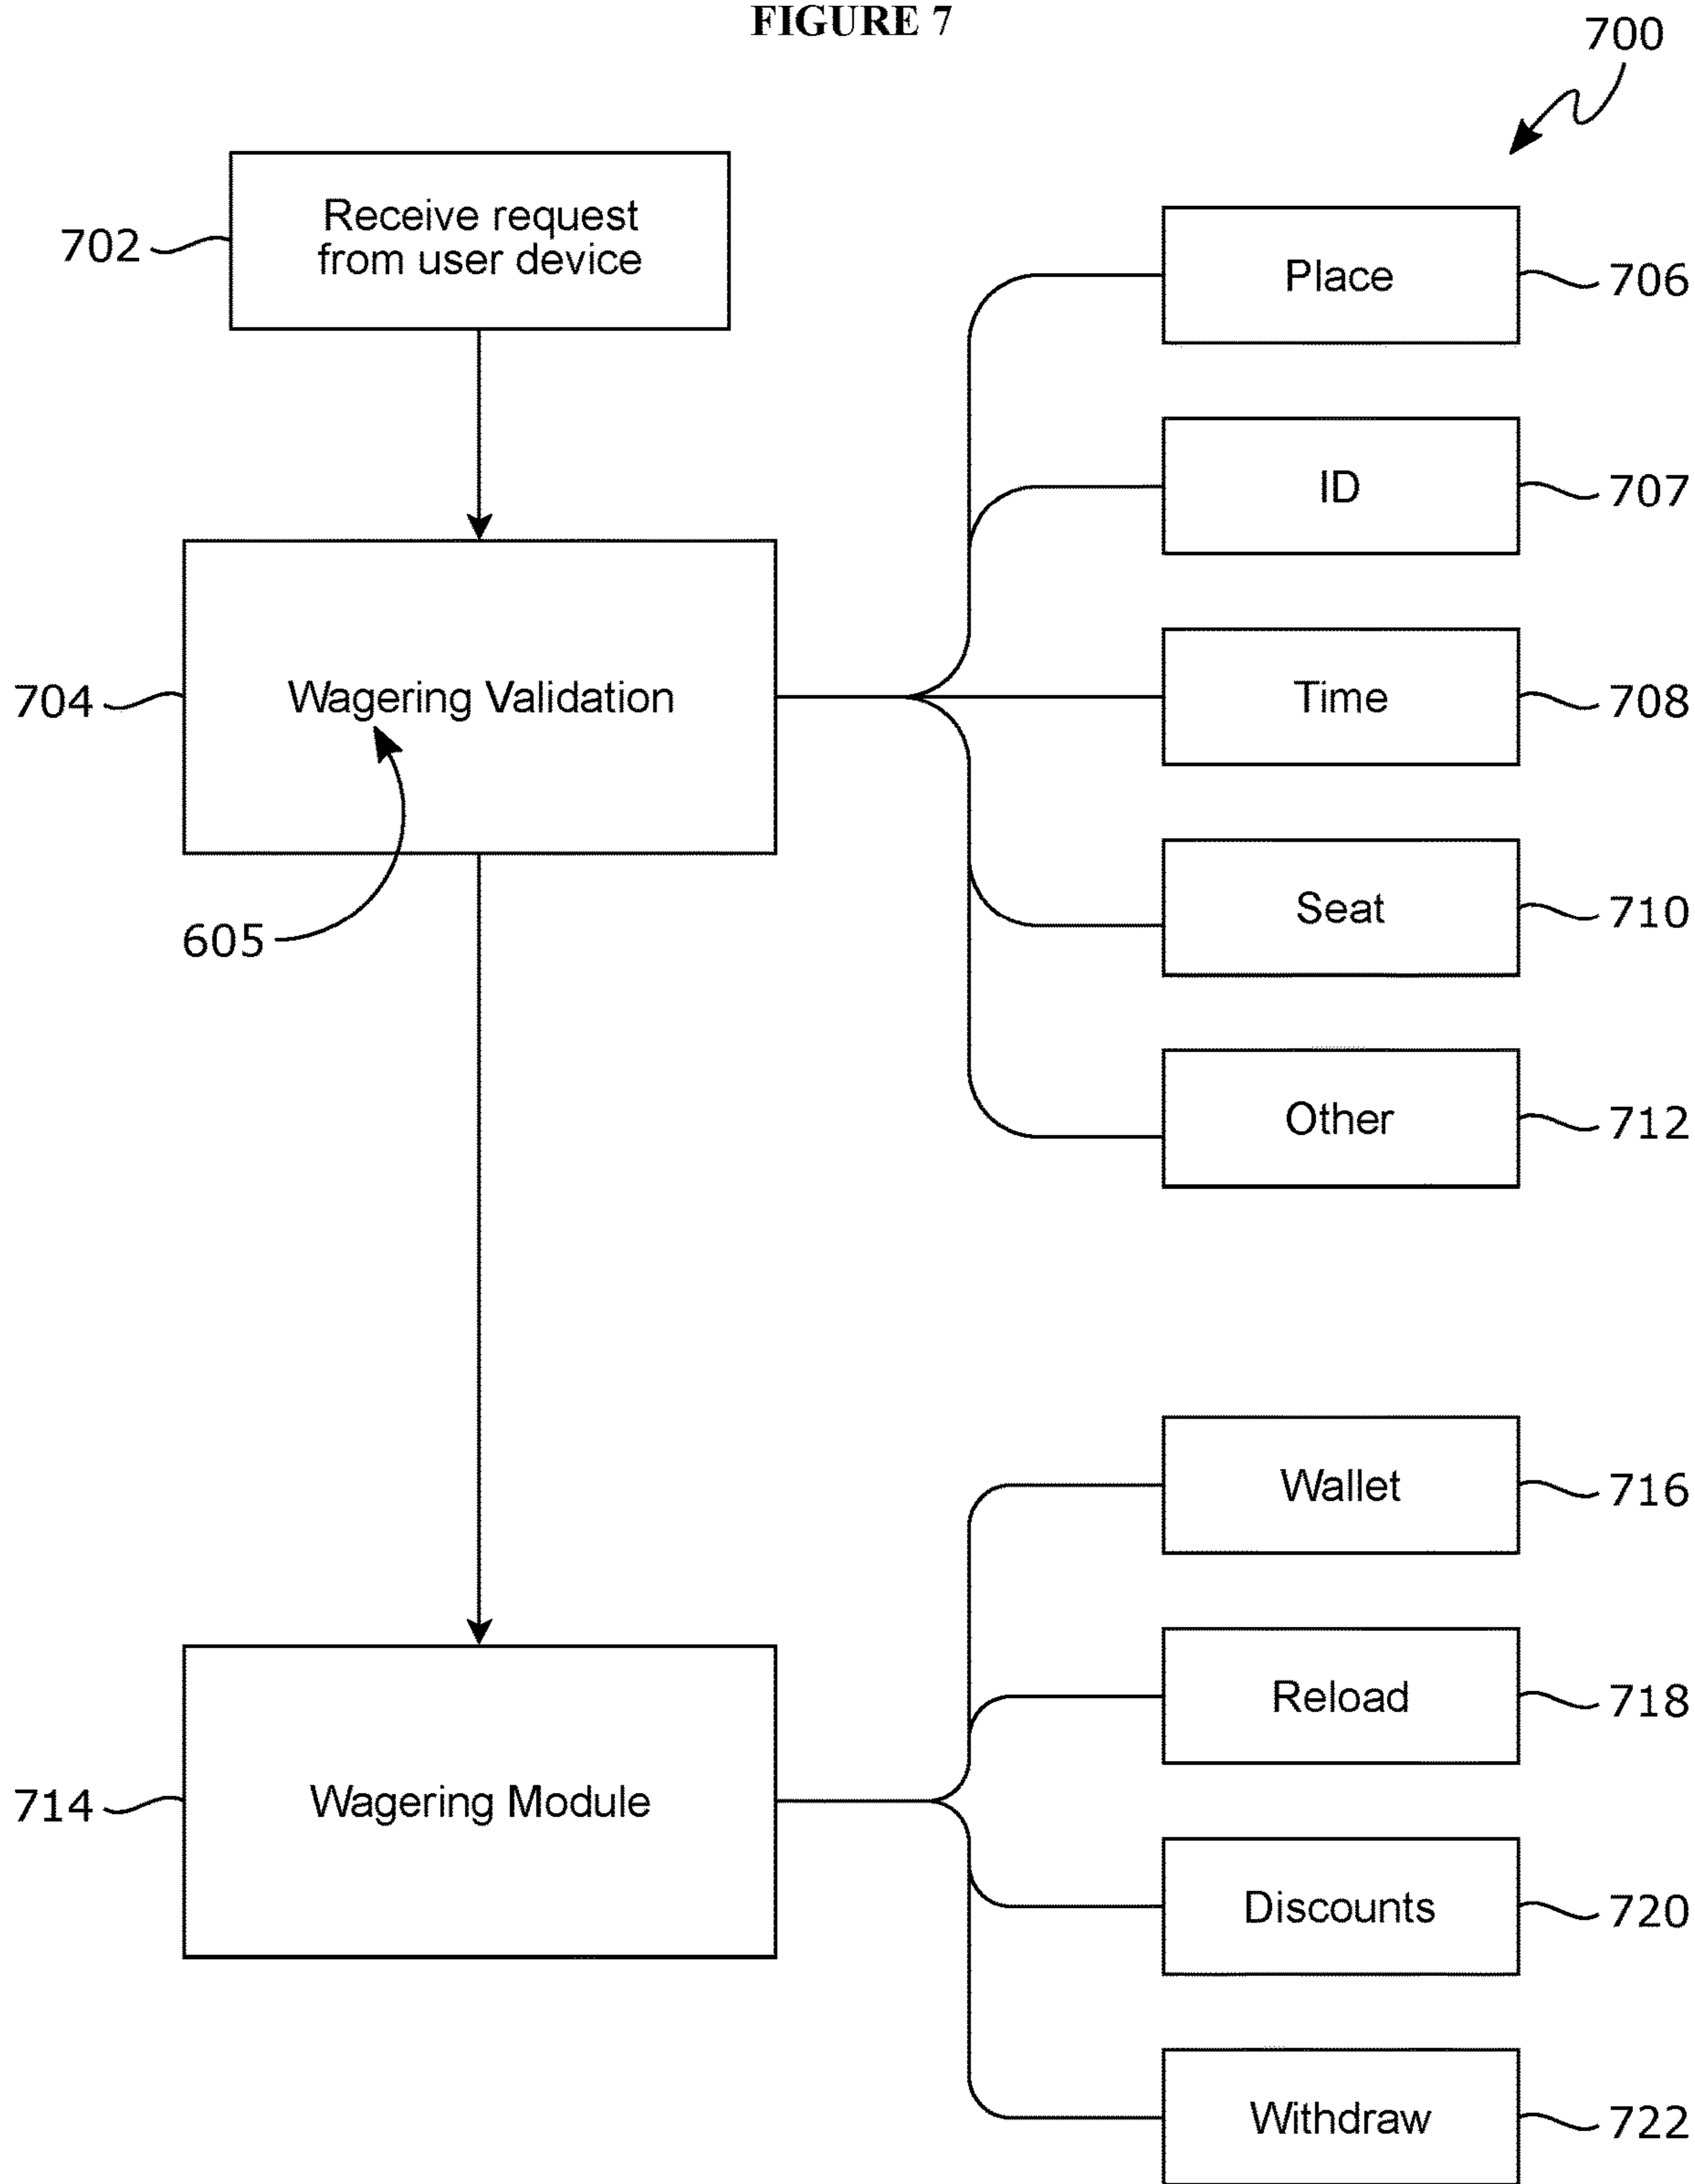 FIGURE 7
700
702
Receive request
from user device
Place
706
ID
707
704
Wagering Validation
Time
708
605
Seat
710
Other
712
Wallet
716
Reload
718
714
Wagering Module
Discounts
720
Withdraw
722